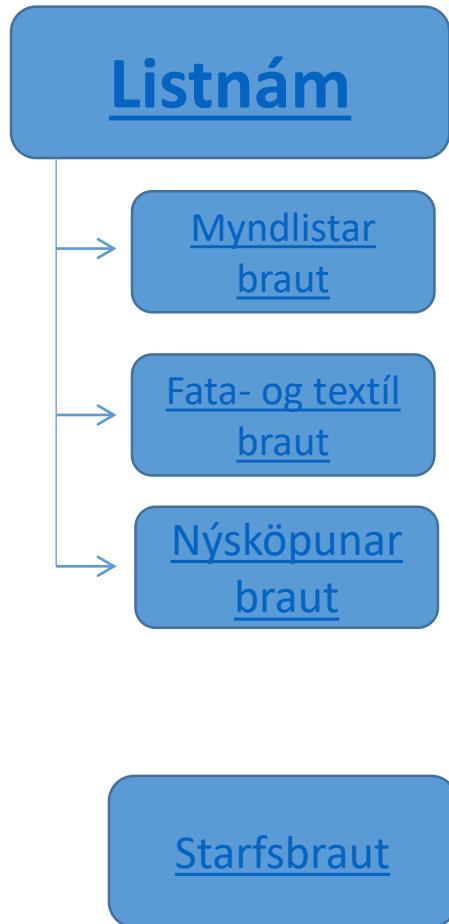 Listnám
Myndlistar
braut
Fata- og textíl
braut
Nýsköpunar
braut
Starfsbraut